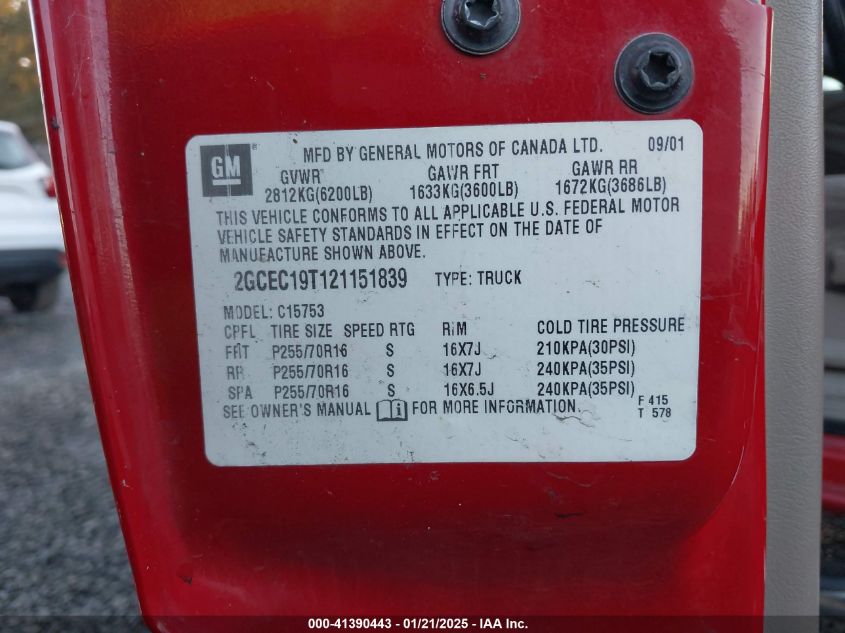 GM
MFD BY GENERAL MOTORS OF CANADA LTD. 09/01
GVWR GAWR FRT GAWR RR
2812KG(6200LB) 1633KG(3600LB) 1672KG(3686LB)
THIS VEHICLE CONFORMS TO ALL APPLICABLE U.S. FEDERAL MOTOR
VEHICLE SAFETY STANDARDS IN EFFECT ON THE DATE OF
MANUFACTURE SHOWN ABOVE.
2GCEC19T121151839 TYPE: TRUCK
MODEL: C15753
CPFL TIRE SIZE SPEED RTG RIM COLD TIRE PRESSURE
FRT P255/70R16 S 16X7J 210KPA(30PSI)
RR P255/70R16 S 16X7J 240KPA(35PSI)
SPA P255/70R16 S 16X6.5J 240KPA(35PSI)
SEE OWNER'S MANUAL FOR MORE INFORMATION.
F 415
T 578
000-41390443 - 01/21/2025 - IAA Inc.